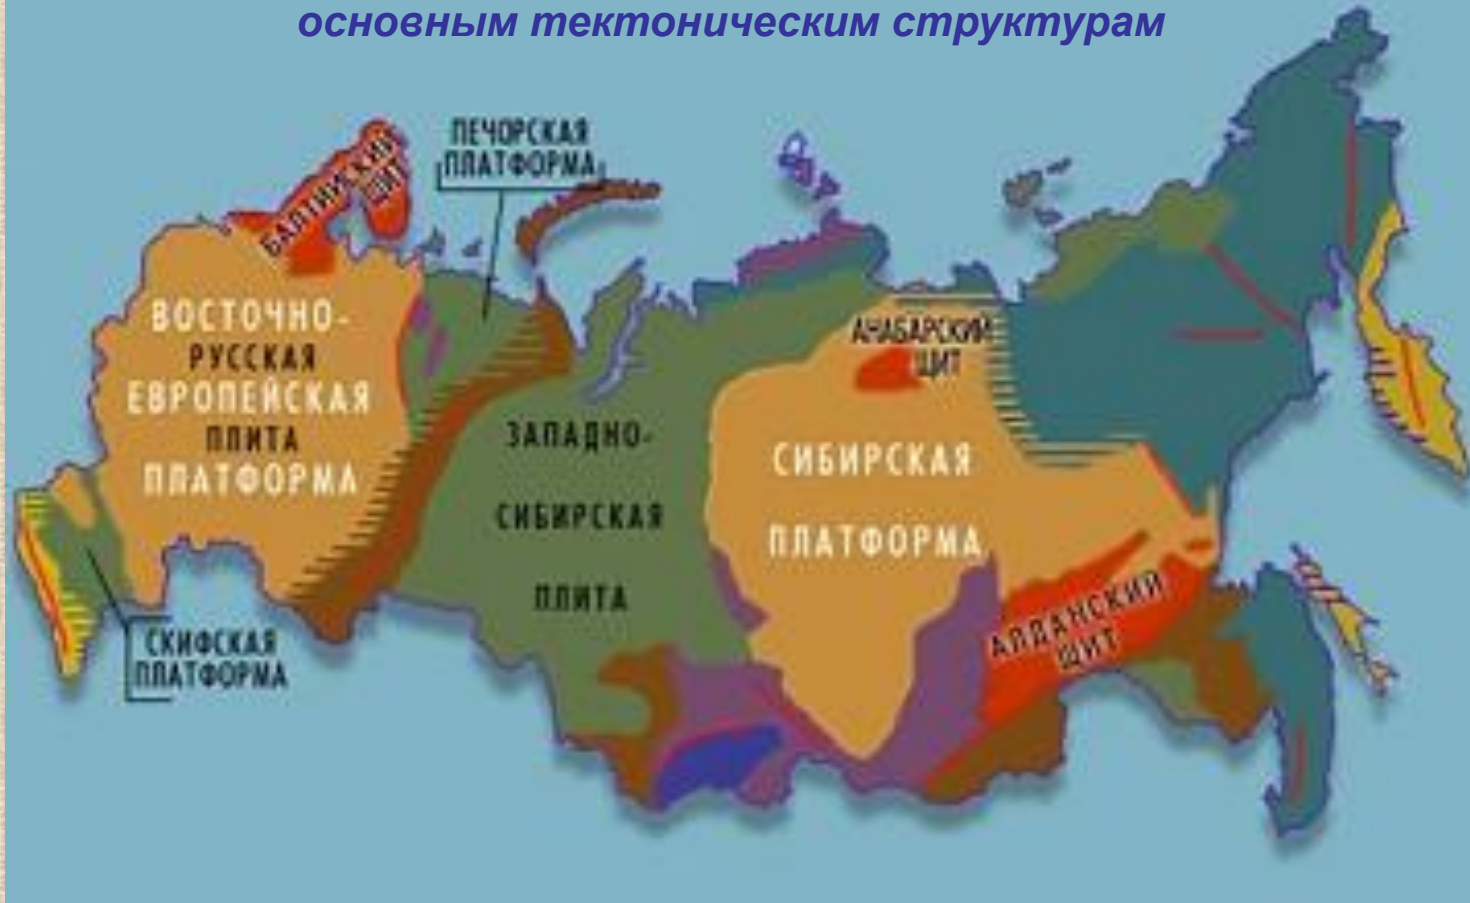 основным тектоническим структурам
ПЕЧОРСКАЯ
ПЛАТФОРМА
БАЛТИЙСКИЙ
ЩИТ
ВОСТОЧНО-
РУССКАЯ
ЕВРОПЕЙСКАЯ
ПЛИТА
ПЛАТФОРМА
АНАБАРСКИЙ
ЩИТ
ЗАПАДНО-
СИБИРСКАЯ
ПЛИТА
СИБИРСКАЯ
ПЛАТФОРМА
АЛДАНСКИЙ
ЩИТ
СКИФСКАЯ
ПЛАТФОРМА